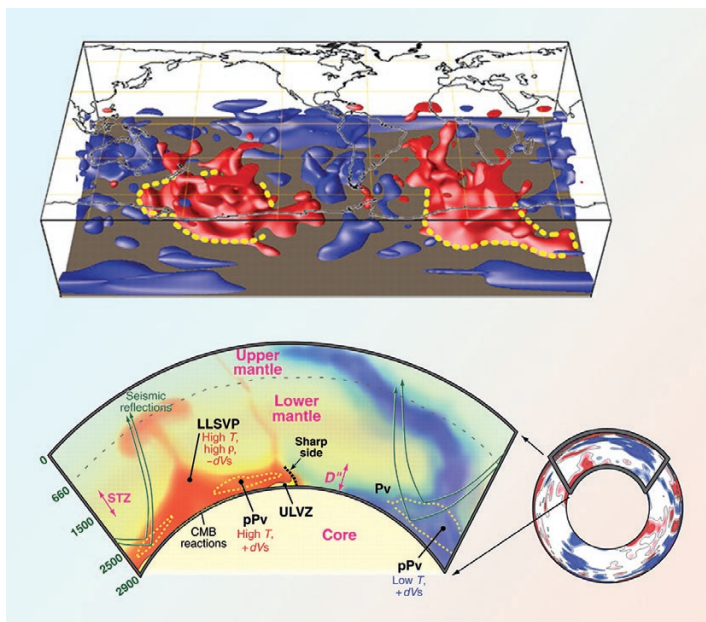 Upper
mantle
Seismic
reflections
Lower
mantle
LLSVP
High T,
high ρ,
-dVs
Sharp
side
0
660
STZ
1500
2500
2900
D"
Pv
CMB
reactions
pPv
High T,
+dVs
ULVZ
Core
pPv
Low T,
+dVs